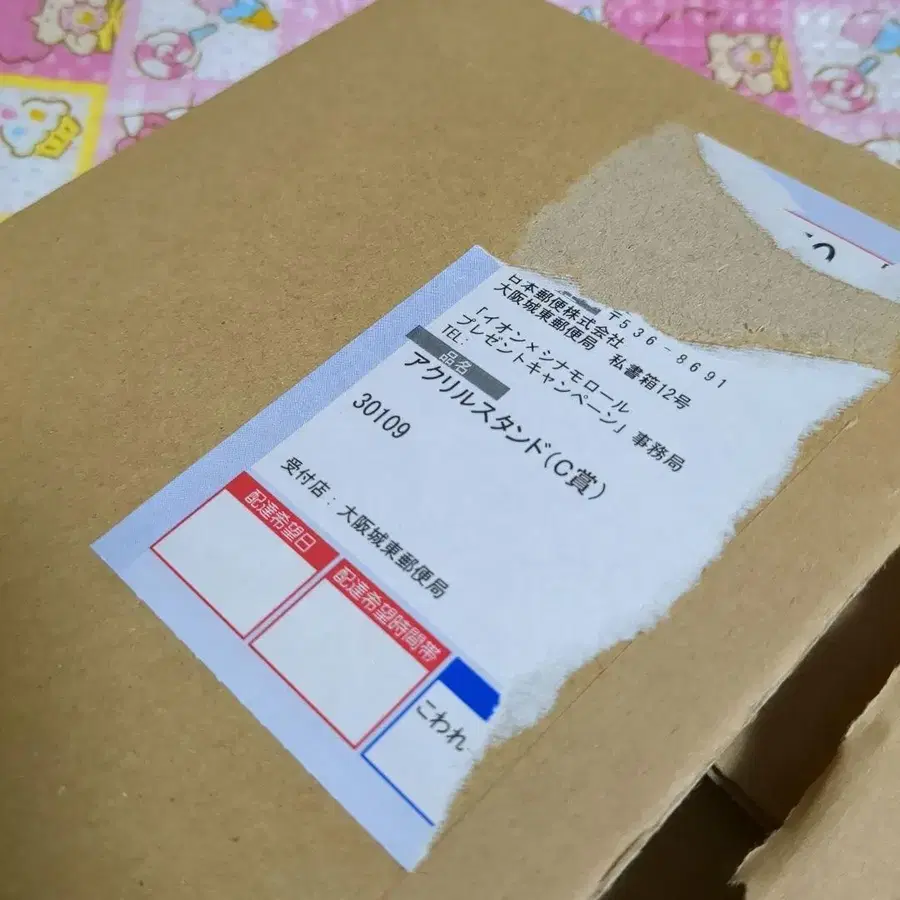 〒536-8691
日本郵便株式会社
大阪城東郵便局 私書箱12号
「イオン×シナモロール
プレゼントキャンペーン」事務局
TEL:
品名
アクリルスタンド(C賞)
30109
受付店: 大阪城東郵便局
配達希望日
配達希望時間帯
こわれ